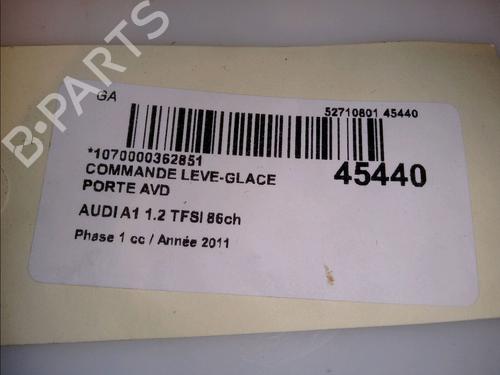 B-PARTS
GA
52710801 45440
*1070000362851
COMMANDE LEVE-GLACE
45440
PORTE AVD
AUDI A1 1.2 TFSI 86ch
Phase 1 cc / Année 2011